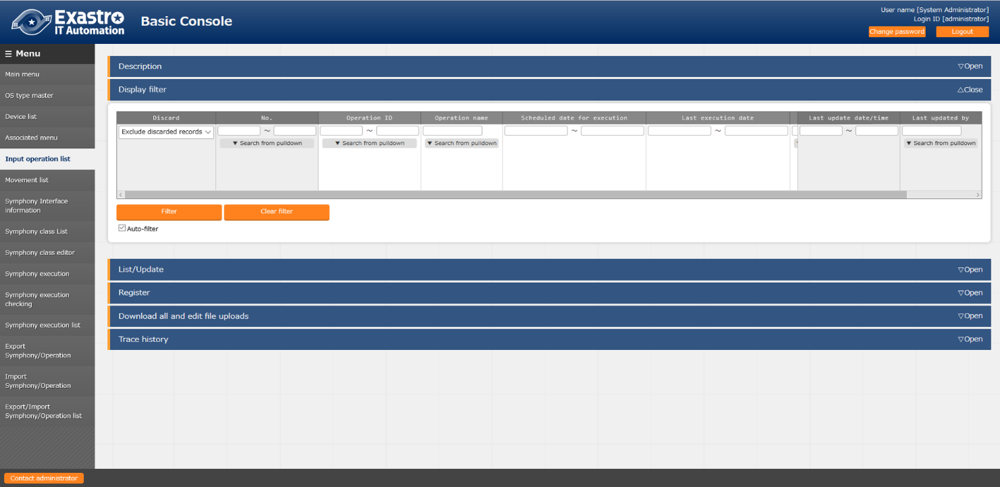 Exastro
IT Automation
Basic Console
User name [System Administrator]
Login ID [administrator]
Change password
Logout
☰ Menu
Main menu
OS type master
Device list
Associated menu
Input operation list
Movement list
Symphony Interface
information
Symphony class List
Symphony class editor
Symphony execution
Symphony execution
checking
Symphony execution list
Export
Symphony/Operation
Import
Symphony/Operation
Export/Import
Symphony/Operation list
Contact administrator
Description ▽Open
Display filter △Close
Discard No. Operation ID Operation name Scheduled date for execution Last execution date Last update date/time Last updated by
Exclude discarded records ~ ~ ~ ~ ~
▼ Search from pulldown ▼ Search from pulldown ▼ Search from pulldown ▼ Search from pulldown
Filter Clear filter
Auto-filter
List/Update ▽Open
Register ▽Open
Download all and edit file uploads ▽Open
Trace history ▽Open